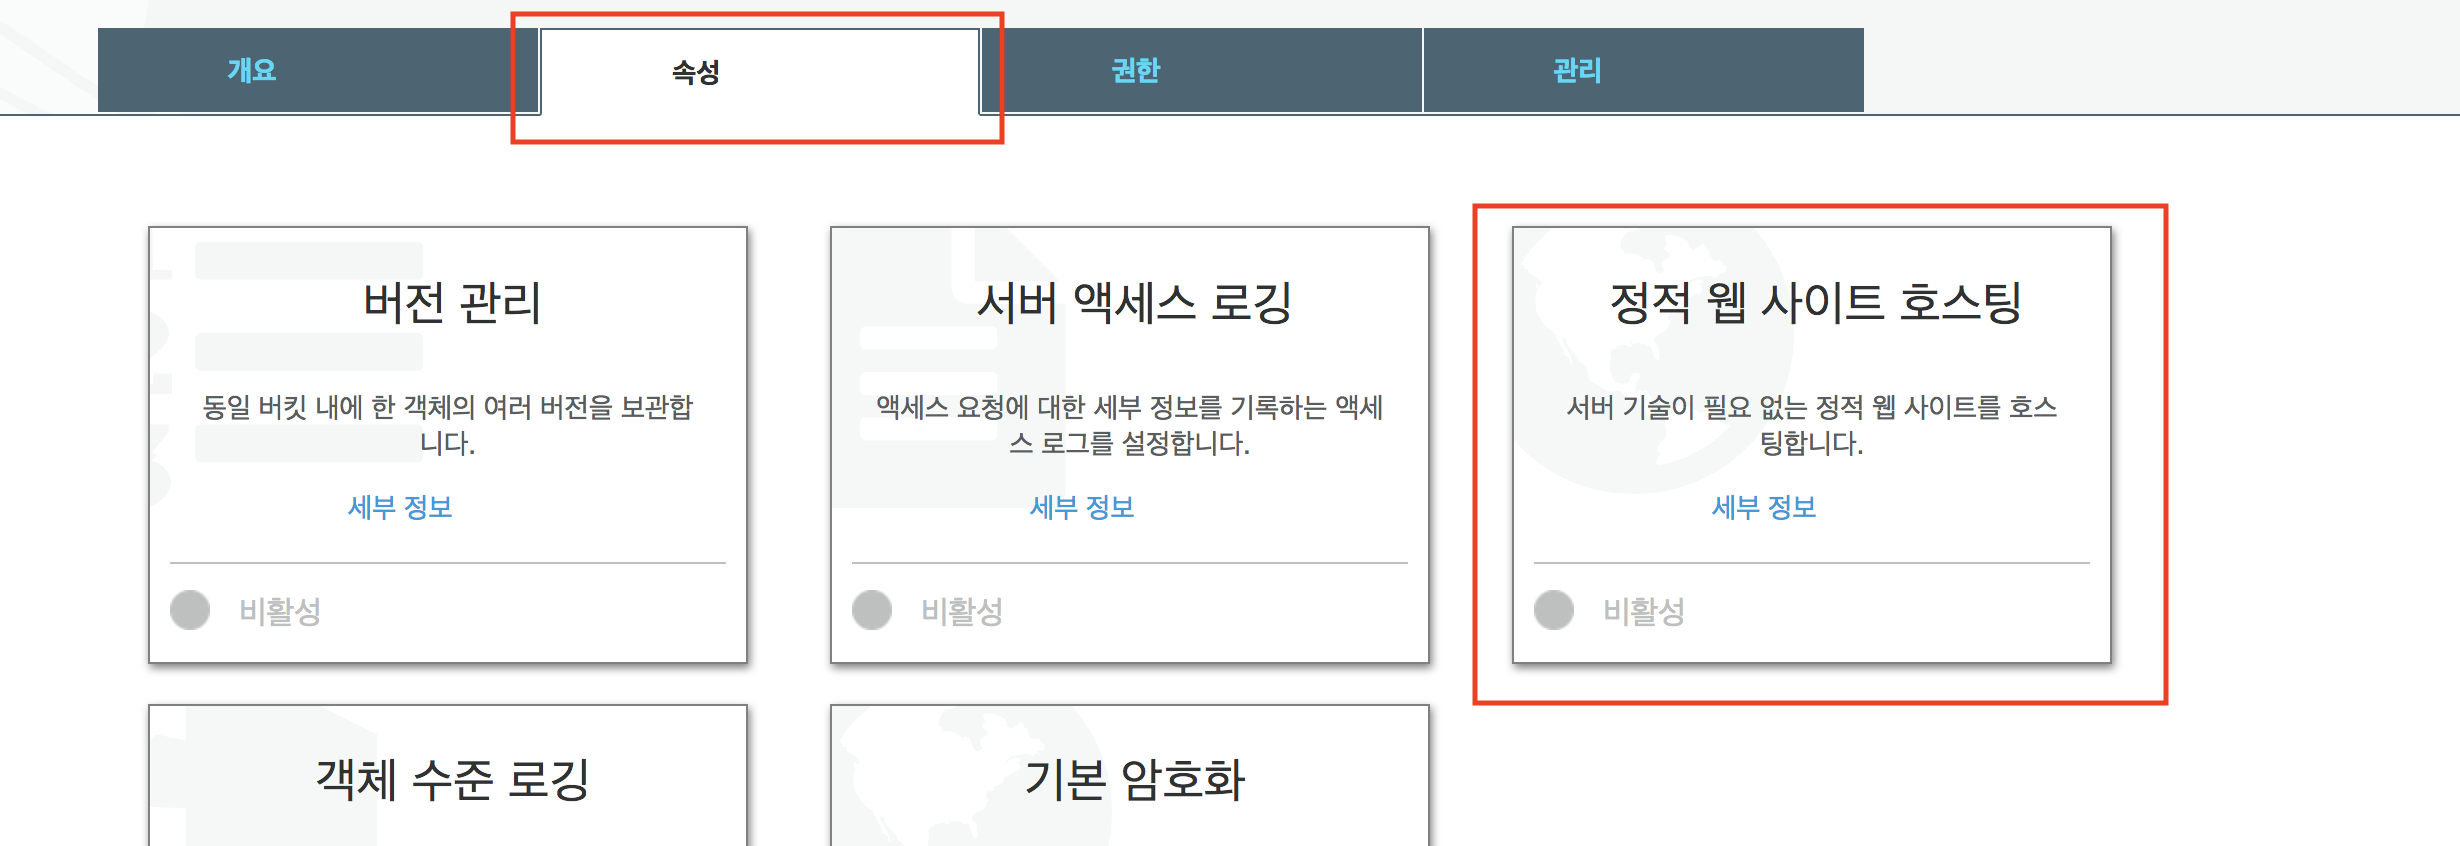 개요
속성
권한
관리
버전 관리
동일 버킷 내에 한 객체의 여러 버전을 보관합
니다.
세부 정보
비활성
서버 액세스 로깅
액세스 요청에 대한 세부 정보를 기록하는 액세
스 로그를 설정합니다.
세부 정보
비활성
정적 웹 사이트 호스팅
서버 기술이 필요 없는 정적 웹 사이트를 호스
팅합니다.
세부 정보
비활성
객체 수준 로깅
기본 암호화